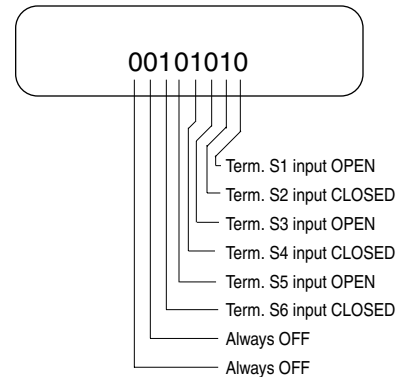 00101010
Term. S1 input OPEN
Term. S2 input CLOSED
Term. S3 input OPEN
Term. S4 input CLOSED
Term. S5 input OPEN
Term. S6 input CLOSED
Always OFF
Always OFF